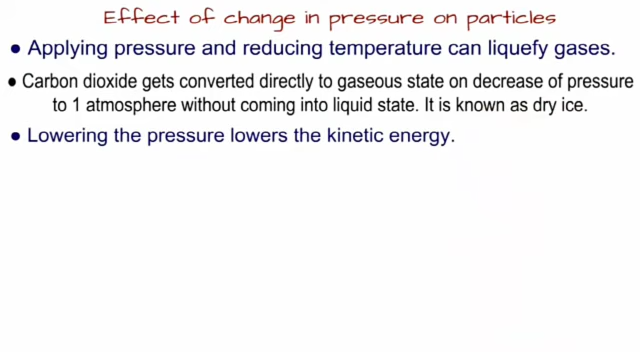 Effect of change in pressure on particles
● Applying pressure and reducing temperature can liquefy gases.
● Carbon dioxide gets converted directly to gaseous state on decrease of pressure
to 1 atmosphere without coming into liquid state. It is known as dry ice.
● Lowering the pressure lowers the kinetic energy.